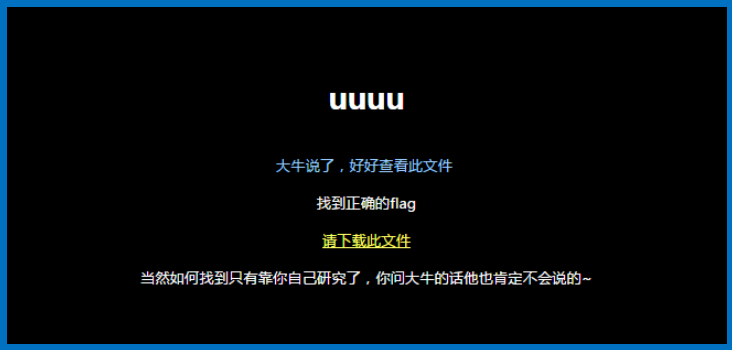 uuuu
大牛说了，好好查看此文件
找到正确的flag
请下载此文件
当然如何找到只有靠你自己研究了，你问大牛的话他也肯定不会说的~